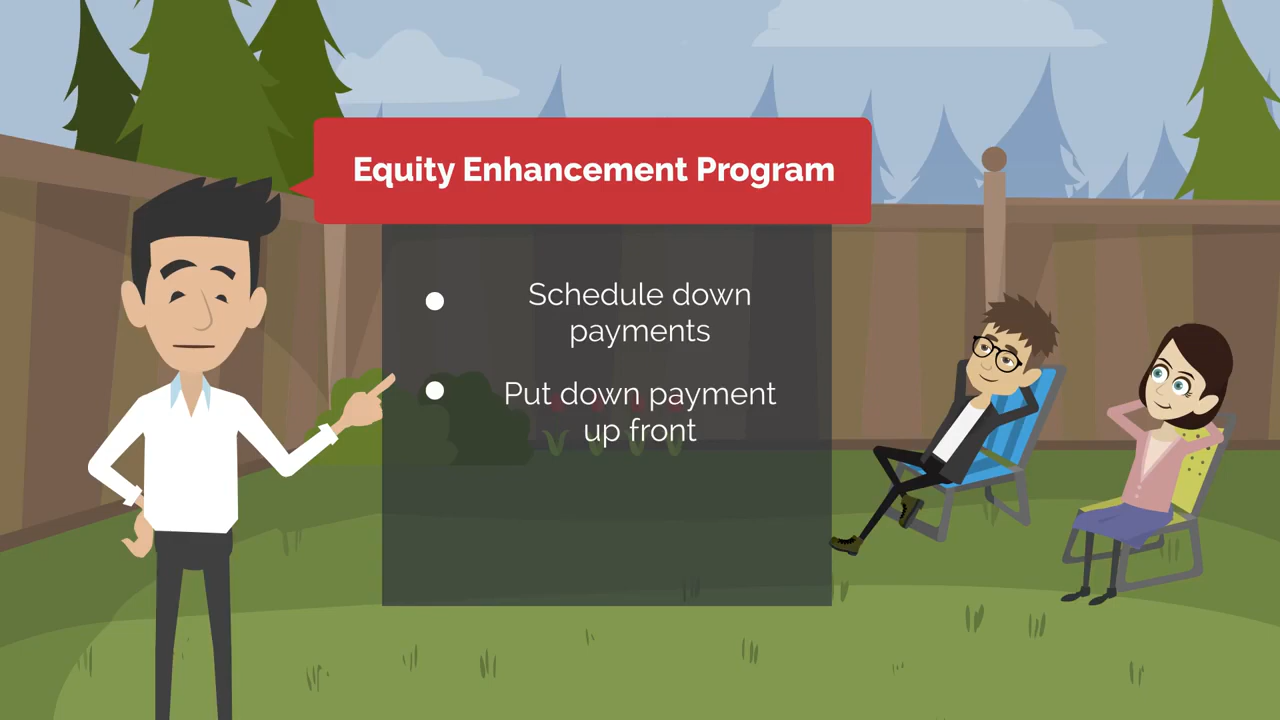 Equity Enhancement Program
Schedule down
payments
Put down payment
up front